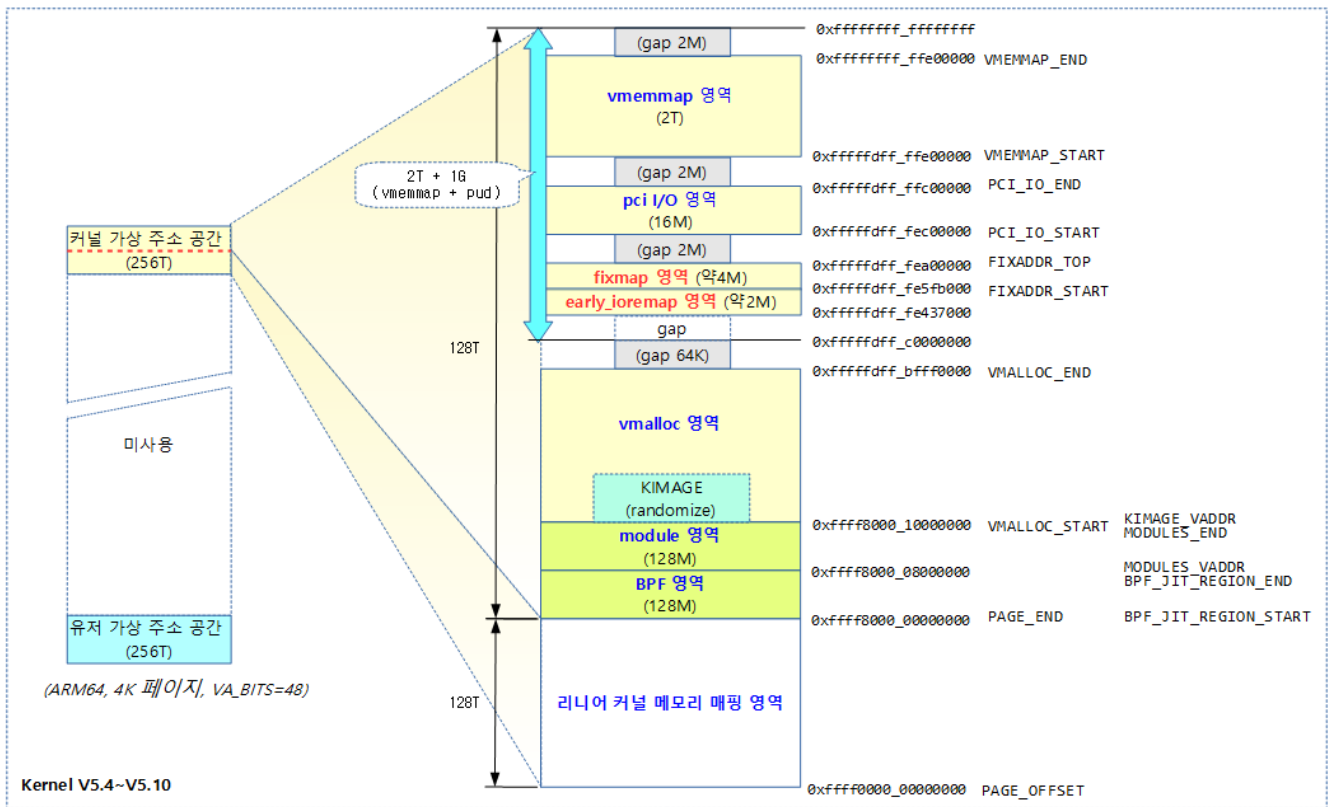 0xffffffff_ffffffff
(gap 2M)
0xffffffff_ffe00000 VMEMMAP_END
vmemmap 영역
(2T)
0xfffffdff_ffe00000 VMEMMAP_START
(gap 2M)
2T + 1G
(vmemmap + pud)
0xfffffdff_ffc00000 PCI_IO_END
pci I/O 영역
(16M)
0xfffffdff_fec00000 PCI_IO_START
커널 가상 주소 공간
(256T)
(gap 2M)
0xfffffdff_fea00000 FIXADDR_TOP
fixmap 영역 (약4M)
0xfffffdff_fe5fb000 FIXADDR_START
early_ioremap 영역 (약2M)
0xfffffdff_fe437000
gap
128T
0xfffffdff_c0000000
(gap 64K)
0xfffffdff_bfff0000 VMALLOC_END
vmalloc 영역
미사용
KIMAGE
(randomize)
0xffff8000_10000000 VMALLOC_START KIMAGE_VADDR
MODULES_END
module 영역
(128M)
0xffff8000_08000000 MODULES_VADDR
BPF_JIT_REGION_END
BPF 영역
(128M)
0xffff8000_00000000 PAGE_END BPF_JIT_REGION_START
유저 가상 주소 공간
(256T)
(ARM64, 4K 페이지, VA_BITS=48)
128T
리니어 커널 메모리 매핑 영역
Kernel V5.4~V5.10
0xffff0000_00000000 PAGE_OFFSET